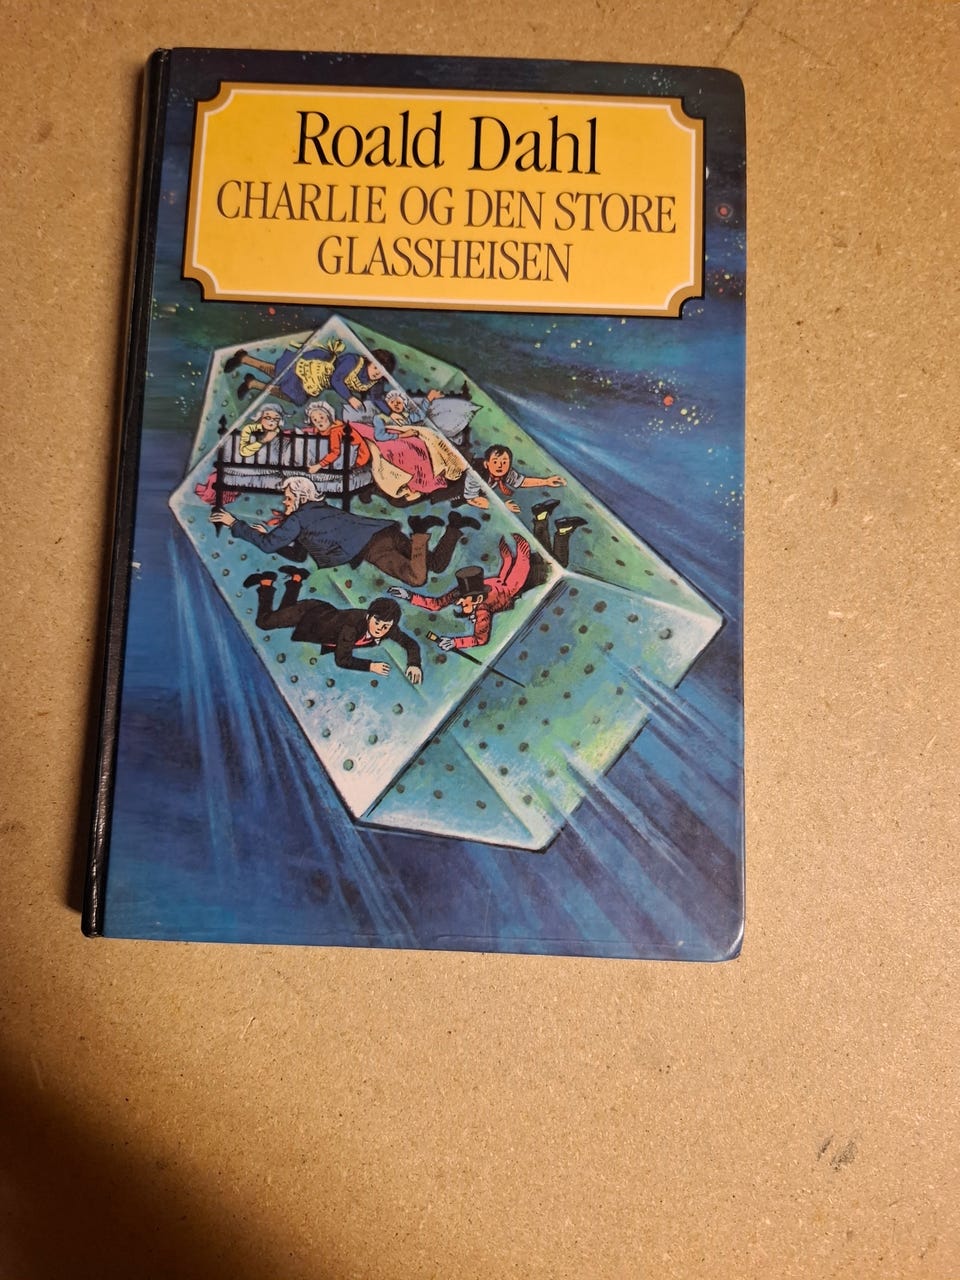 Roald Dahl
CHARLIE OG DEN STORE
GLASSHEISEN